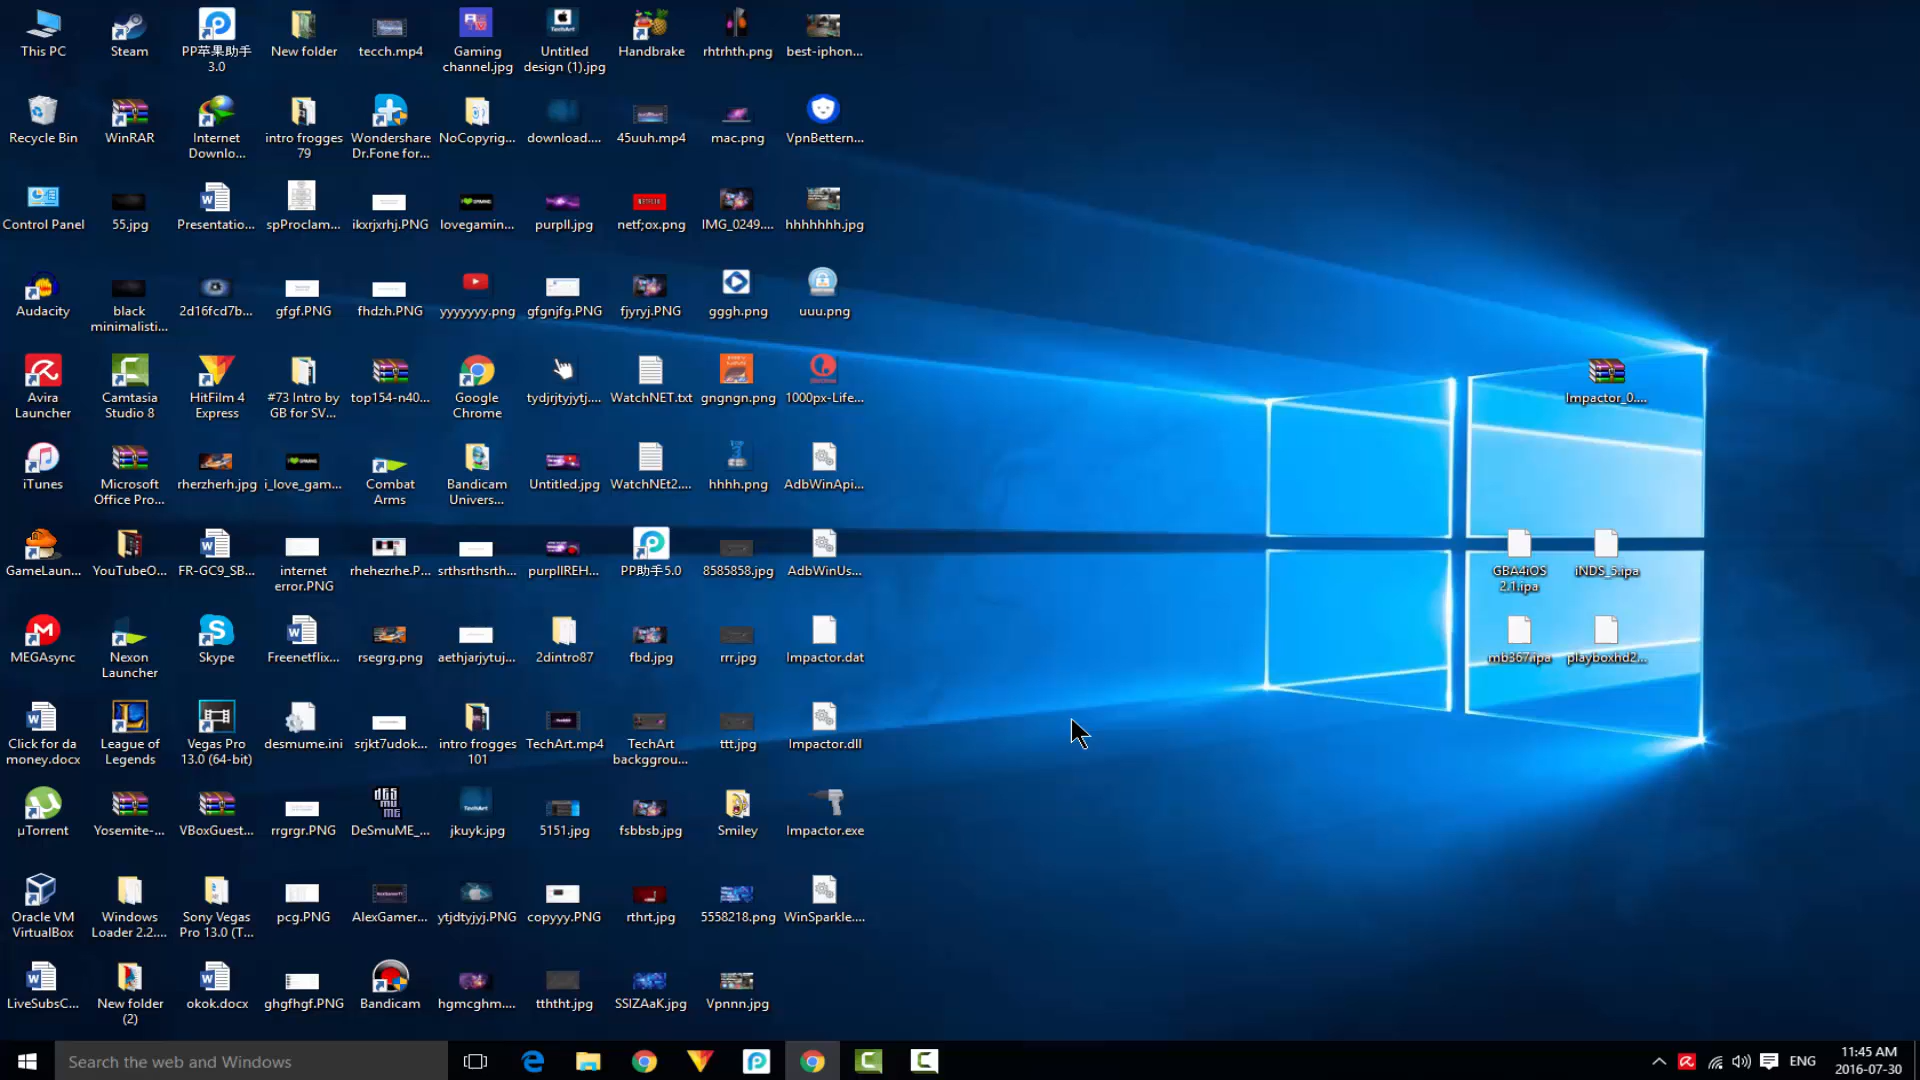 This PC
Steam
PP苹果助手
3.0
New folder
tecch.mp4
Gaming
channel.jpg
Untitled
design (1).jpg
Handbrake
rhtrhth.png
best-iphon...
Recycle Bin
WinRAR
Internet
Downlo...
intro frogges
79
Wondershare
Dr.Fone for...
NoCopyrig...
download....
45uuh.mp4
mac.png
VpnBettern...
Control Panel
55.jpg
Presentatio...
spProclam...
ikxrjxrhj.PNG
lovegamin...
purpll.jpg
netf;ox.png
IMG_0249....
hhhhhhh.jpg
Audacity
black
minimalisti...
2d16fcd7b...
gfgf.PNG
fhdzh.PNG
yyyyyyy.png
gfgnjfg.PNG
fjyryj.PNG
gggh.png
uuu.png
Avira
Launcher
Camtasia
Studio 8
HitFilm 4
Express
#73 Intro by
GB for SV...
top154-n40...
Google
Chrome
tydjrjtyjytj....
WatchNET.txt
gngngn.png
1000px-Life...
Impactor_0....
iTunes
Microsoft
Office Pro...
rherzherh.jpg
i_love_gam...
Combat
Arms
Bandicam
Univers...
Untitled.jpg
WatchNEt2....
hhhh.png
AdbWinApi...
GameLaun...
YouTubeO...
FR-GC9_SB...
internet
error.PNG
rhehezrhe.P...
srthsrthsrth...
purpllREH...
PP助手5.0
8585858.jpg
AdbWinUs...
GBA4iOS
2.1.ipa
iNDS_5.ipa
MEGAsync
Nexon
Launcher
Skype
Freenetflix...
rsegrg.png
aethjarjytuj...
2dintro87
fbd.jpg
rrr.jpg
Impactor.dat
mb367.ipa
playboxhd2...
Click for da
money.docx
League of
Legends
Vegas Pro
13.0 (64-bit)
desmume.ini
srjkt7udok...
intro frogges
101
TechArt.mp4
TechArt
backggrou...
ttt.jpg
Impactor.dll
µTorrent
Yosemite-...
VBoxGuest...
rrgrgr.PNG
DeSmuME_...
jkuyk.jpg
5151.jpg
fsbbsb.jpg
Smiley
Impactor.exe
Oracle VM
VirtualBox
Windows
Loader 2.2....
Sony Vegas
Pro 13.0 (T...
pcg.PNG
AlexGamer...
ytjdtyjyj.PNG
copyyy.PNG
rthrt.jpg
5558218.png
WinSparkle....
LiveSubsC...
New folder
(2)
okok.docx
ghgfhgf.PNG
Bandicam
hgmcghm....
tththt.jpg
SSlZAaK.jpg
Vpnnn.jpg
Search the web and Windows
ENG
11:45 AM
2016-07-30